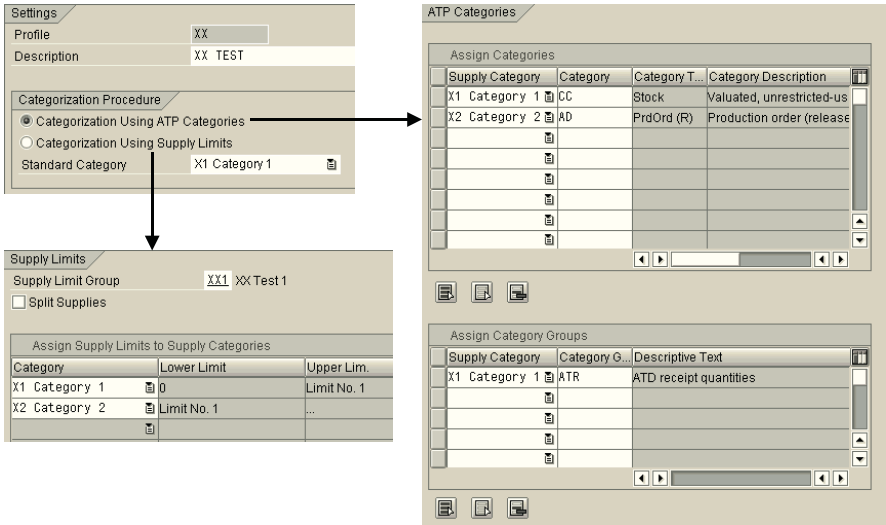 Settings
Profile XX
Description XX TEST
Categorization Procedure
Categorization Using ATP Categories
Categorization Using Supply Limits
Standard Category X1 Category 1
Supply Limits
Supply Limit Group XX1 XX Test 1
Split Supplies
Assign Supply Limits to Supply Categories
Category Lower Limit Upper Lim.
X1 Category 1 0 Limit No. 1
X2 Category 2 Limit No. 1 ...
ATP Categories
Assign Categories
Supply Category Category Category T... Category Description
X1 Category 1 CC Stock Valuated, unrestricted-us
X2 Category 2 AD PrdOrd (R) Production order (release
Assign Category Groups
Supply Category Category G... Descriptive Text
X1 Category 1 ATR ATD receipt quantities